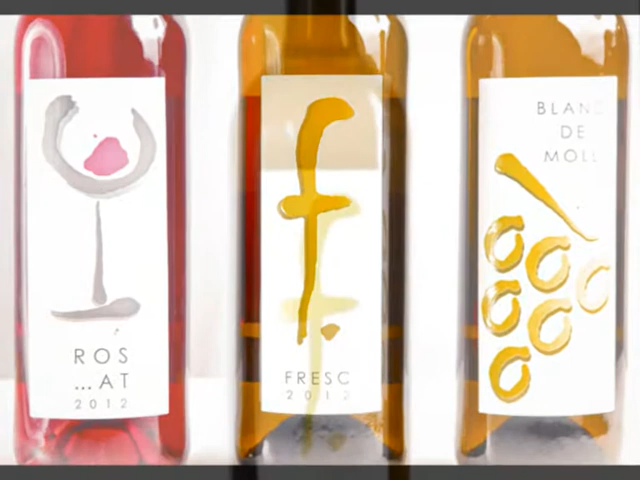 ROS
...AT
2012
f
FRESC
2012
BLANC
DE
MOLL